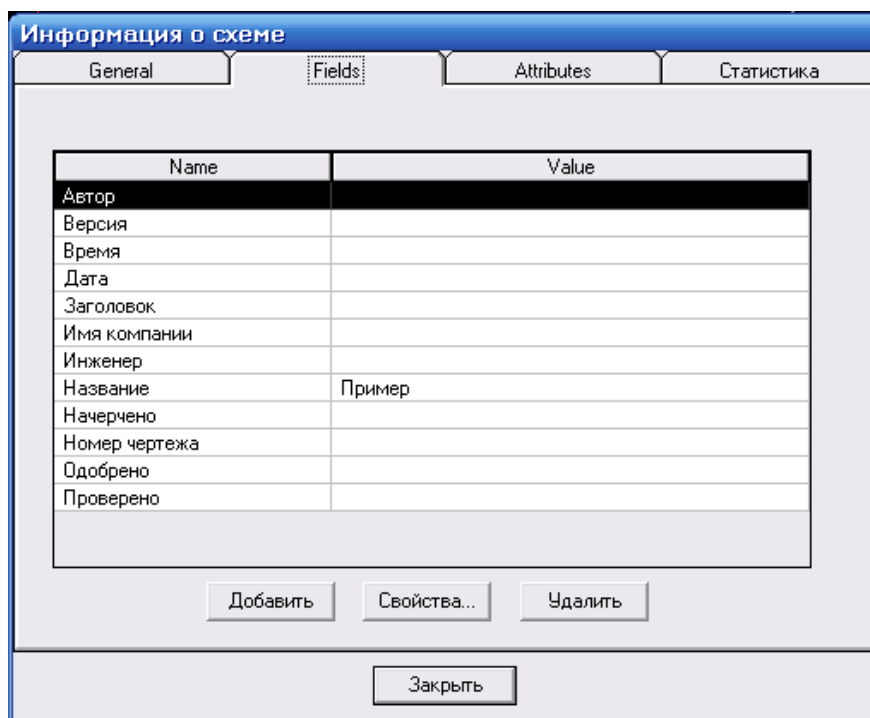 Информация о схеме
General Fields Attributes Статистика
Name Value
Автор
Версия
Время
Дата
Заголовок
Имя компании
Инженер
Название Пример
Начерчено
Номер чертежа
Одобрено
Проверено
Добавить Свойства... Удалить
Закрыть